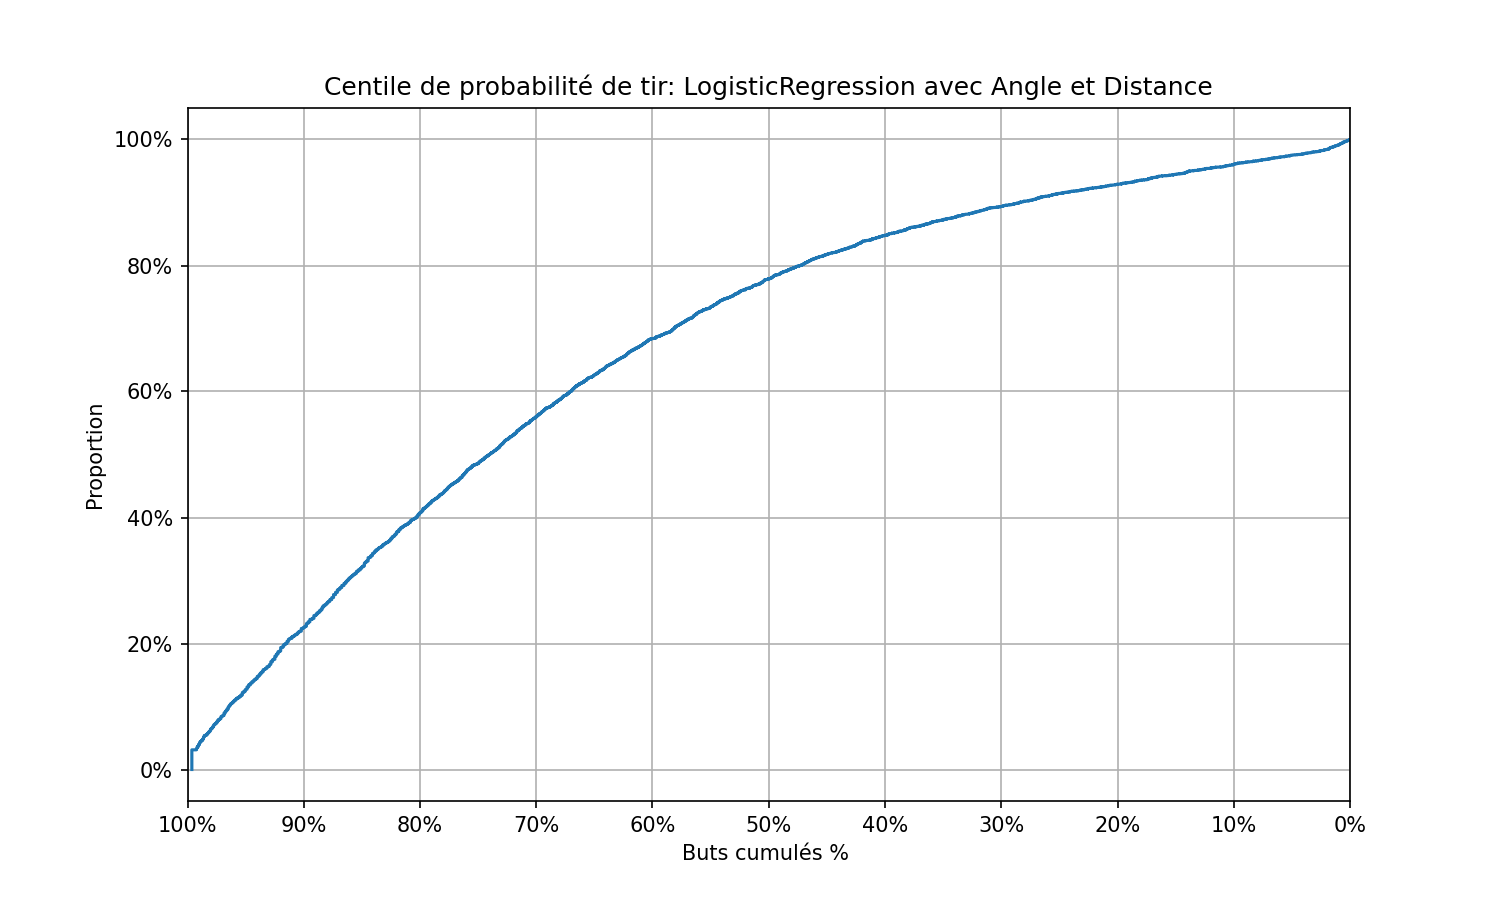 Centile de probabilité de tir: LogisticRegression avec Angle et Distance
100%
80%
60%
40%
20%
0%
Proportion
100% 90% 80% 70% 60% 50% 40% 30% 20% 10% 0%
Buts cumulés %